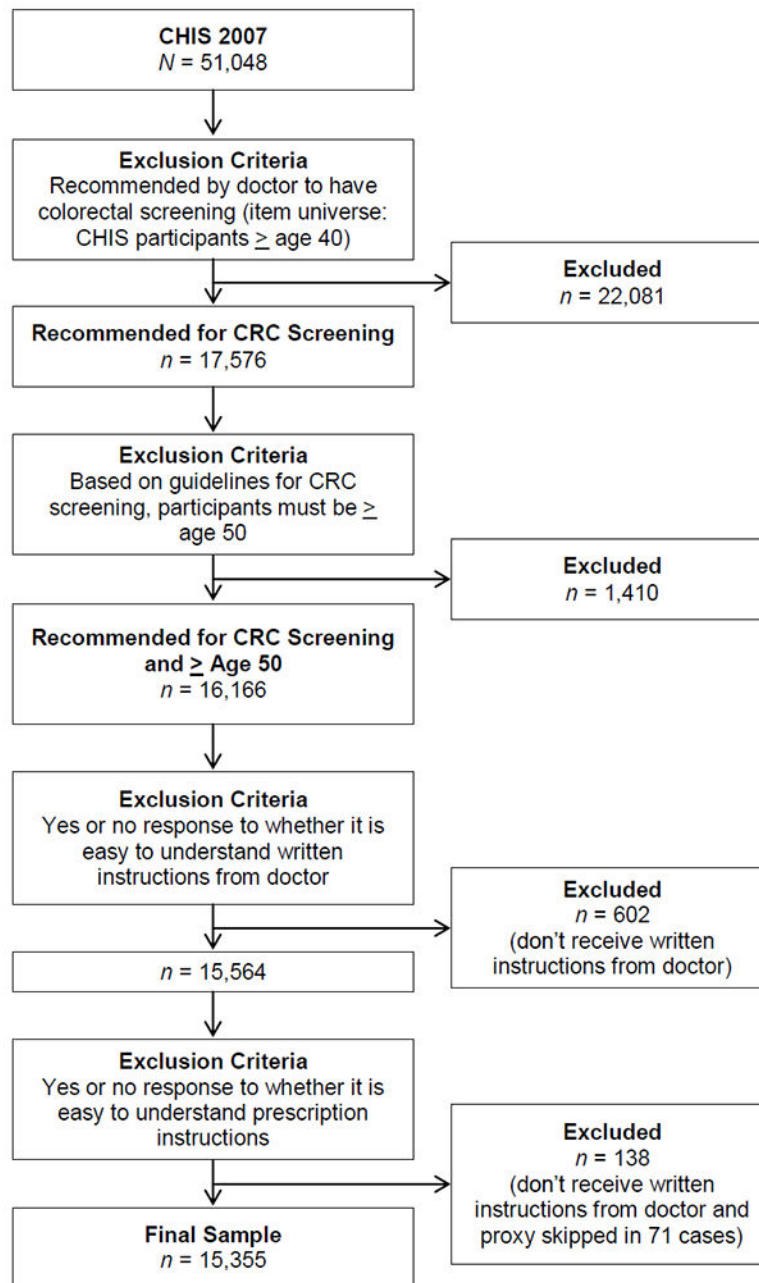 CHIS 2007
N = 51,048
Exclusion Criteria
Recommended by doctor to have
colorectal screening (item universe:
CHIS participants ≥ age 40)
Excluded
n = 22,081
Recommended for CRC Screening
n = 17,576
Exclusion Criteria
Based on guidelines for CRC
screening, participants must be ≥
age 50
Excluded
n = 1,410
Recommended for CRC Screening
and ≥ Age 50
n = 16,166
Exclusion Criteria
Yes or no response to whether it is
easy to understand written
instructions from doctor
Excluded
n = 602
(don't receive written
instructions from doctor)
n = 15,564
Exclusion Criteria
Yes or no response to whether it is
easy to understand prescription
instructions
Excluded
n = 138
(don't receive written
instructions from doctor and
proxy skipped in 71 cases)
Final Sample
n = 15,355